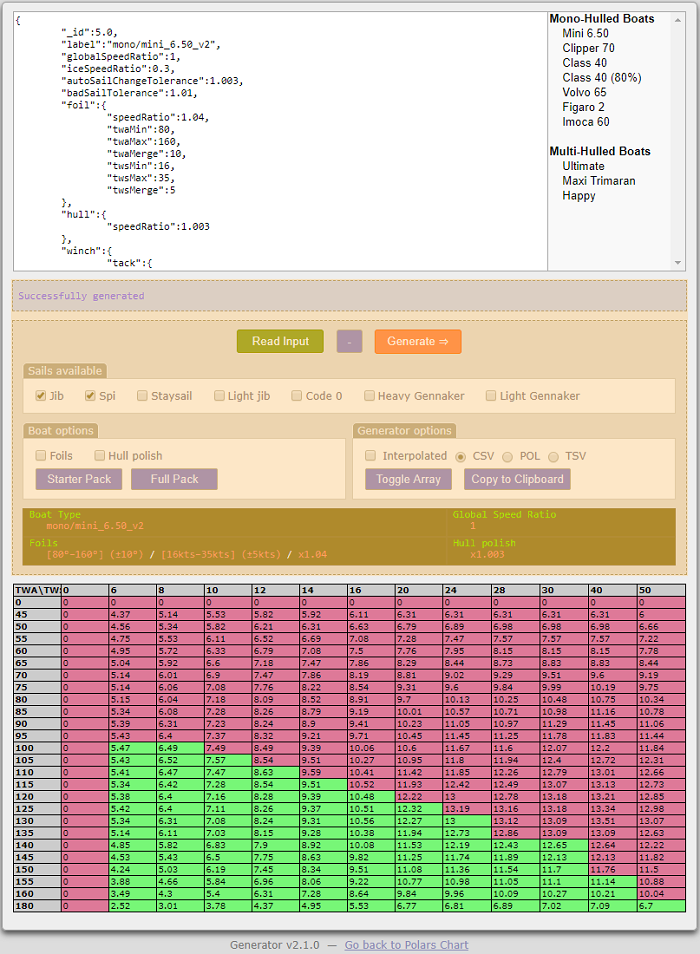 {
"_id":5.0,
"label":"mono/mini_6.50_v2",
"globalSpeedRatio":1,
"iceSpeedRatio":0.3,
"autoSailChangeTolerance":1.003,
"badSailTolerance":1.01,
"foil":{
"speedRatio":1.04,
"twaMin":80,
"twaMax":160,
"twaMerge":10,
"twsMin":16,
"twsMax":35,
"twsMerge":5
},
"hull":{
"speedRatio":1.003
},
"winch":{
"tack":{
Mono-Hulled Boats
Mini 6.50
Clipper 70
Class 40
Class 40 (80%)
Volvo 65
Figaro 2
Imoca 60
Multi-Hulled Boats
Ultimate
Maxi Trimaran
Happy
Successfully generated
Read Input - Generate ⇒
Sails available
Jib Spi Staysail Light jib Code 0 Heavy Gennaker Light Gennaker
Boat options
Foils Hull polish
Starter Pack Full Pack
Generator options
Interpolated CSV POL TSV
Toggle Array Copy to Clipboard
Boat Type Global Speed Ratio
mono/mini_6.50_v2 1
Foils Hull polish
[80°-160°] (±10°) / [16kts-35kts] (±5kts) / x1.04 x1.003
TWA\TWS 0 6 8 10 12 14 16 20 24 28 30 40 50
0 0 0 0 0 0 0 0 0 0 0 0 0 0
45 0 4.37 5.14 5.53 5.82 5.92 6.11 6.31 6.31 6.31 6.31 6.31 6
50 0 4.56 5.34 5.82 6.21 6.31 6.63 6.79 6.89 6.98 6.98 6.98 6.66
55 0 4.75 5.53 6.11 6.52 6.69 7.08 7.28 7.47 7.57 7.57 7.57 7.22
60 0 4.95 5.72 6.33 6.79 7.08 7.5 7.76 7.95 8.15 8.15 8.15 7.78
65 0 5.04 5.92 6.6 7.18 7.47 7.86 8.29 8.44 8.73 8.83 8.83 8.44
70 0 5.14 6.01 6.9 7.47 7.86 8.19 8.81 9.02 9.29 9.51 9.6 9.19
75 0 5.14 6.06 7.08 7.76 8.22 8.54 9.31 9.6 9.84 9.99 10.19 9.75
80 0 5.15 6.04 7.18 8.09 8.52 8.91 9.7 10.13 10.25 10.48 10.75 10.34
85 0 5.34 6.08 7.28 8.26 8.79 9.19 10.01 10.57 10.71 10.98 11.16 10.78
90 0 5.39 6.31 7.23 8.24 8.9 9.41 10.23 11.05 10.97 11.29 11.45 11.06
95 0 5.43 6.4 7.37 8.32 9.21 9.71 10.45 11.45 11.25 11.78 11.83 11.44
100 0 5.47 6.49 7.49 8.49 9.39 10.06 10.6 11.67 11.6 12.07 12.2 11.84
105 0 5.43 6.52 7.57 8.54 9.51 10.27 10.95 11.8 11.94 12.4 12.72 12.31
110 0 5.41 6.47 7.47 8.63 9.59 10.41 11.42 11.85 12.26 12.79 13.01 12.66
115 0 5.34 6.42 7.28 8.54 9.51 10.52 11.93 12.42 12.49 13.07 13.13 12.73
120 0 5.38 6.4 7.16 8.28 9.39 10.48 12.22 13 12.78 13.18 13.21 12.85
125 0 5.42 6.4 7.11 8.26 9.37 10.51 12.32 13.19 13.16 13.18 13.34 12.98
130 0 5.34 6.31 7.08 8.24 9.31 10.56 12.27 13 13.12 13.09 13.51 13.07
135 0 5.14 6.11 7.03 8.15 9.28 10.38 11.94 12.73 12.86 13.09 13.09 12.63
140 0 4.85 5.82 6.83 7.9 8.92 10.08 11.53 12.19 12.43 12.65 12.64 12.22
145 0 4.53 5.43 6.5 7.75 8.63 9.82 11.25 11.74 11.89 12.13 12.13 11.82
150 0 4.24 5.03 6.19 7.45 8.34 9.51 11.08 11.36 11.54 11.7 11.76 11.5
155 0 3.88 4.66 5.84 6.96 8.06 9.22 10.77 10.98 11.05 11.1 11.14 10.88
160 0 3.49 4.3 5.4 6.31 7.28 8.64 9.84 9.96 10.09 10.27 10.21 10.04
180 0 2.52 3.01 3.78 4.37 4.95 5.53 6.77 6.81 6.89 7.02 7.09 6.7
Generator v2.1.0 — Go back to Polars Chart